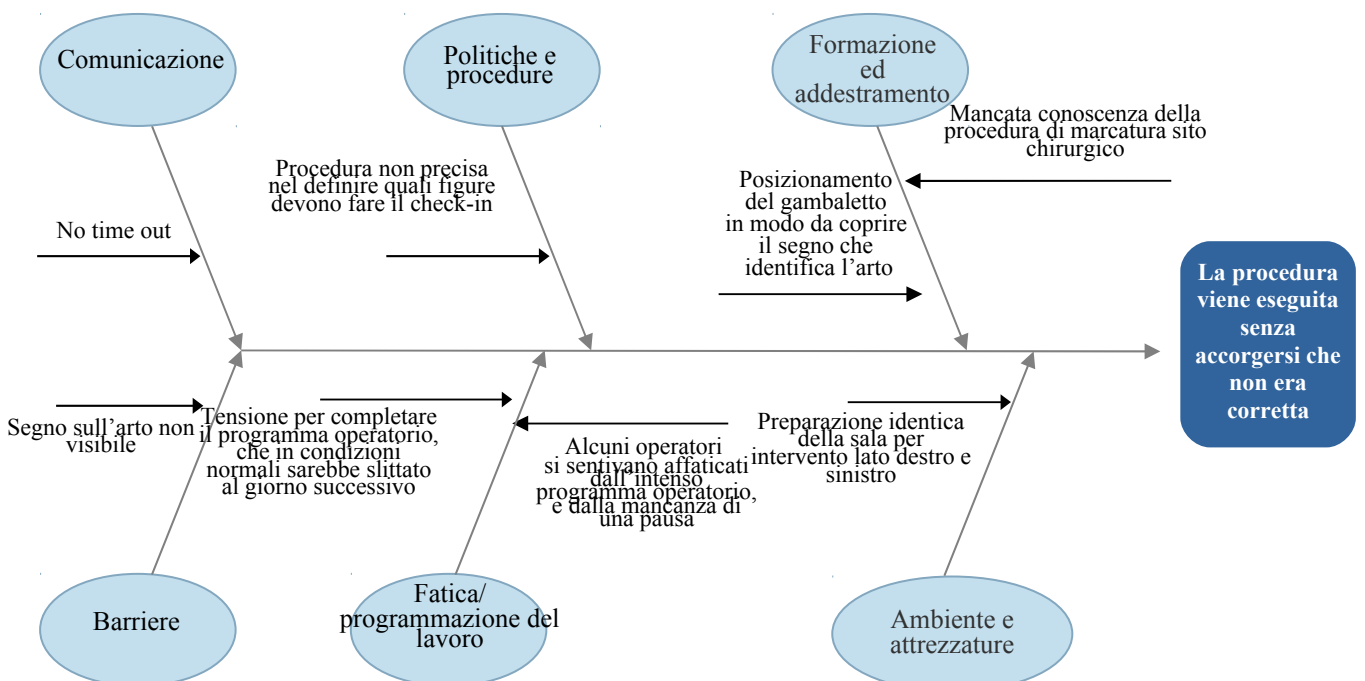 Comunicazione
Politiche e
procedure
Formazione
ed
addestramento
Mancata conoscenza della
procedura di marcatura sito
chirurgico
Procedura non precisa
nel definire quali figure
devono fare il check-in
Posizionamento
del gambaletto
in modo da coprire
il segno che
identifica l’arto
No time out
La procedura
viene eseguita
senza
accorgersi che
non era
corretta
Segno sull’arto non
visibile
Tensione per completare
il programma operatorio,
che in condizioni
normali sarebbe slittato
al giorno successivo
Alcuni operatori
si sentivano affaticati
dall’intenso
programma operatorio,
e dalla mancanza di
una pausa
Preparazione identica
della sala per
intervento lato destro e
sinistro
Barriere
Fatica/
programmazione del
lavoro
Ambiente e
attrezzature